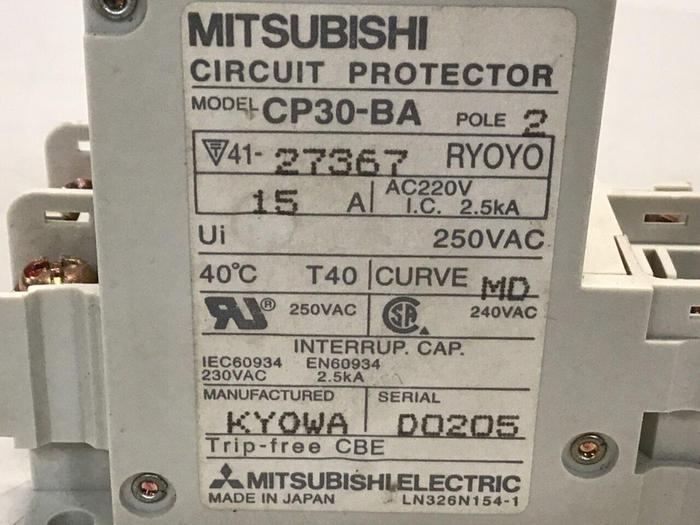 MITSUBISHI
CIRCUIT PROTECTOR
MODEL CP30-BA POLE 2
T 41- 27367 RYOYO
15 A AC220V
I.C. 2.5kA
Ui 250VAC
40°C T40 CURVE MD
RU® 250VAC SA 240VAC
INTERRUP. CAP.
IEC60934 EN60934
230VAC 2.5kA
MANUFACTURED SERIAL
KYOWA D0205
Trip-free CBE
MITSUBISHI ELECTRIC
MADE IN JAPAN LN326N154-1